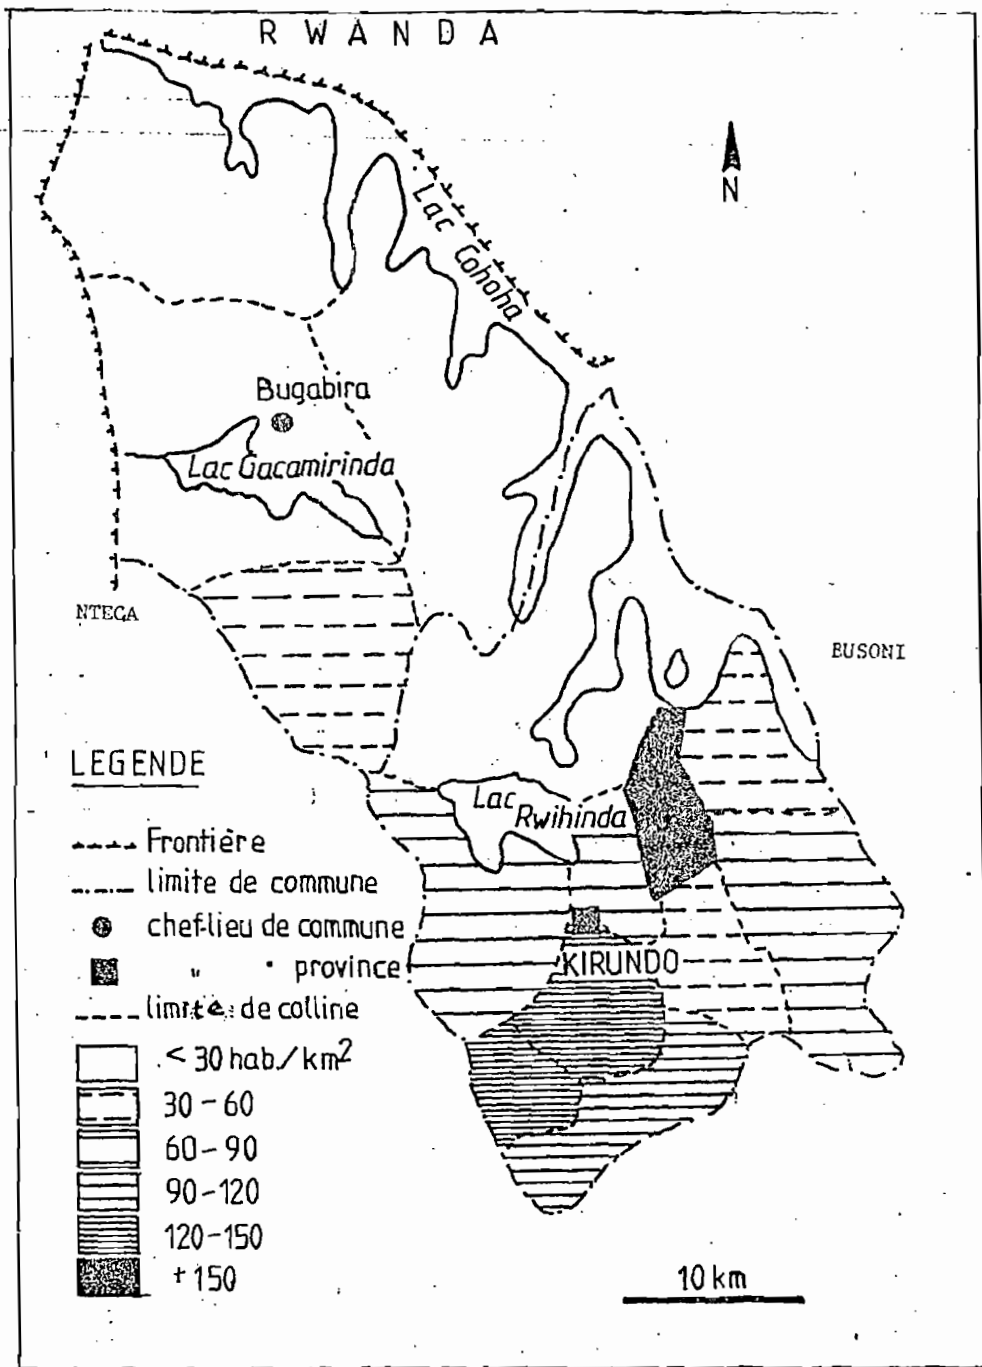 RWANDA
N
Lac Cohoha
Bugabira
Lac Gacamirinda
NTEGA
BUSONI
Lac
Rwihinda
KIRUNDO
LEGENDE
Frontière
limite de commune
chef-lieu de commune
" " province
limite de colline
< 30 hab./km²
30-60
60-90
90-120
120-150
+150
10 km